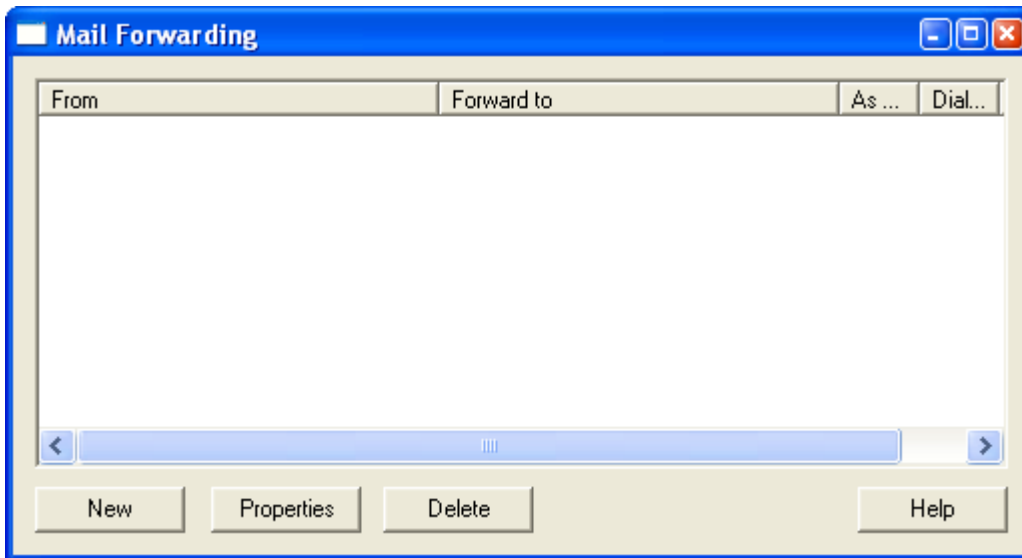 Mail Forwarding
From Forward to As ... Dial...
New Properties Delete Help